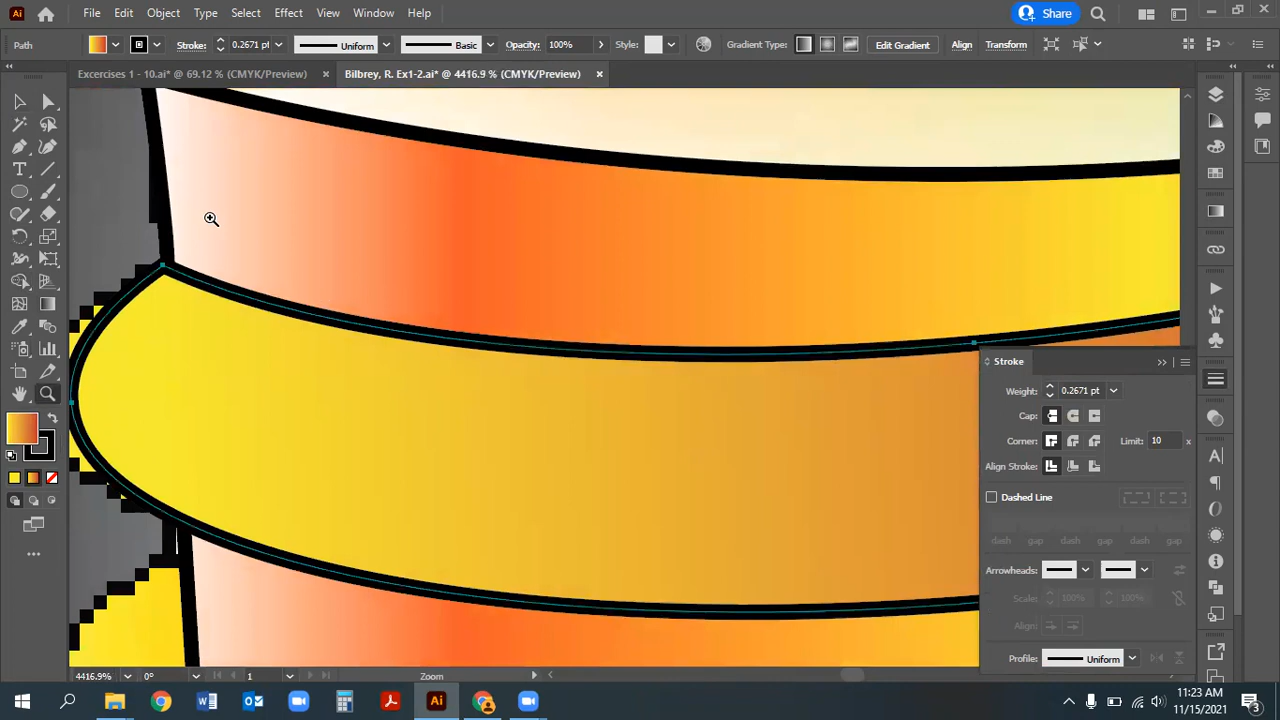 Ai File Edit Object Type Select Effect View Window Help Share
Path Stroke: 0.2671 pt Uniform Basic Opacity: 100% Style: Gradient Type: Edit Gradient Align Transform
Excercises 1 - 10.ai* @ 69.12 % (CMYK/Preview) × Bilbrey, R. Ex1-2.ai* @ 4416.9 % (CMYK/Preview) ×
Stroke
Weight: 0.2671 pt
Cap:
Corner: Limit: 10 x
Align Stroke:
Dashed Line
dash gap dash gap dash gap
Arrowheads:
Scale: 100% 100%
Align:
Profile: Uniform
4416.9% 0° 1 Zoom
Ai
11:23 AM
11/15/2021
3